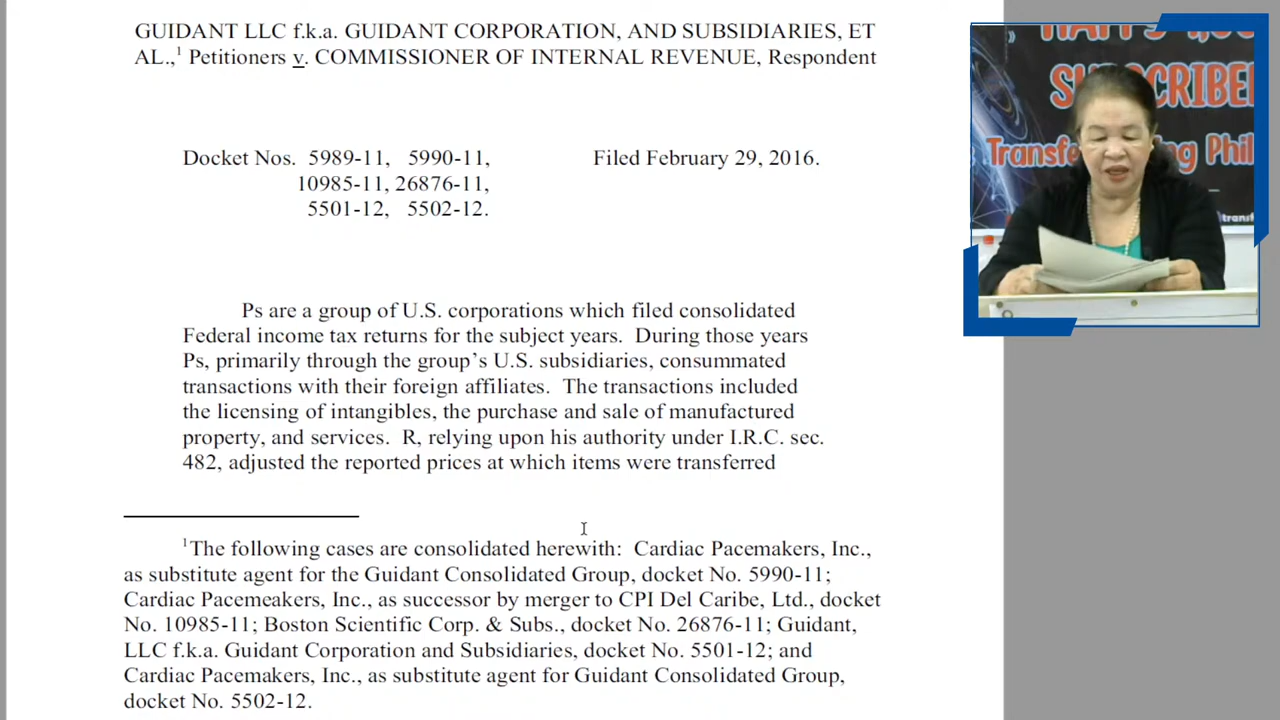 GUIDANT LLC f.k.a. GUIDANT CORPORATION, AND SUBSIDIARIES, ET
AL.,¹ Petitioners v. COMMISSIONER OF INTERNAL REVENUE, Respondent
Docket Nos. 5989-11, 5990-11, Filed February 29, 2016.
10985-11, 26876-11,
5501-12, 5502-12.
Ps are a group of U.S. corporations which filed consolidated
Federal income tax returns for the subject years. During those years
Ps, primarily through the group's U.S. subsidiaries, consummated
transactions with their foreign affiliates. The transactions included
the licensing of intangibles, the purchase and sale of manufactured
property, and services. R, relying upon his authority under I.R.C. sec.
482, adjusted the reported prices at which items were transferred
¹The following cases are consolidated herewith: Cardiac Pacemakers, Inc.,
as substitute agent for the Guidant Consolidated Group, docket No. 5990-11;
Cardiac Pacemeakers, Inc., as successor by merger to CPI Del Caribe, Ltd., docket
No. 10985-11; Boston Scientific Corp. & Subs., docket No. 26876-11; Guidant,
LLC f.k.a. Guidant Corporation and Subsidiaries, docket No. 5501-12; and
Cardiac Pacemakers, Inc., as substitute agent for Guidant Consolidated Group,
docket No. 5502-12.